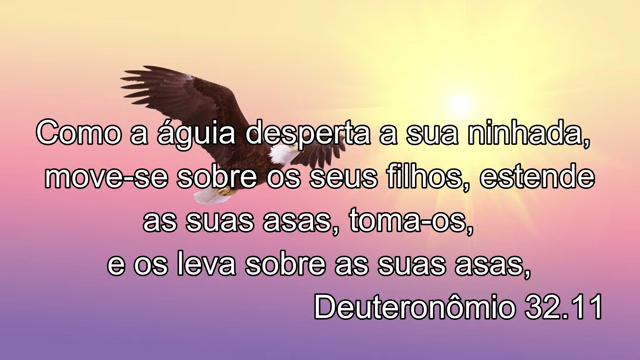 Como a águia desperta a sua ninhada,
move-se sobre os seus filhos, estende
as suas asas, toma-os,
e os leva sobre as suas asas,
Deuteronômio 32.11